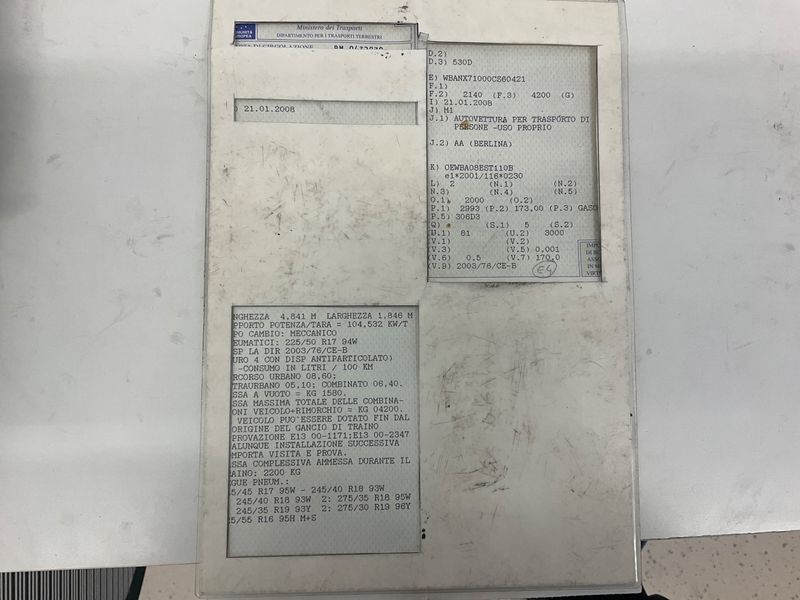 Ministero dei Trasporti
DIPARTIMENTO PER I TRASPORTI TERRESTRI
) 21.01.2008
D.2)
D.3) 530D
E) WBANX71000CS60421
F.1)
F.2) 2140 (F.3) 4200 (G)
I) 21.01.2008
J) M1
J.1) AUTOVETTURA PER TRASPORTO DI
PERSONE -USO PROPRIO
J.2) AA (BERLINA)
K) OEWBA08EST110B
e1*2001/116*0230
L) 2 (N.1) (N.2)
N.3) (N.4) (N.5)
O.1) 2000 (O.2)
P.1) 2993 (P.2) 173,00 (P.3) GASO
P.5) 306D3
Q) (S.1) 5 (S.2)
U.1) 81 (U.2) 3000
V.1) (V.2)
(V.3) (V.5) 0,001
(V.6) 0.5 (V.7) 170,0
(V.9) 2003/76/CE-B
E4
NGHEZZA 4,841 M LARGHEZZA 1,846 M
PPORTO POTENZA/TARA = 104,532 KW/T
PO CAMBIO: MECCANICO
EUMATICI: 225/50 R17 94W
SP LA DIR 2003/76/CE-B
URO 4 CON DISP ANTIPARTICOLATO)
-CONSUMO IN LITRI / 100 KM
RCORSO URBANO 08,60;
TRAURBANO 05,10; COMBINATO 06,40.
SSA A VUOTO = KG 1580.
SSA MASSIMA TOTALE DELLE COMBINA-
ONI VEICOLO+RIMORCHIO = KG 04200.
VEICOLO PUO'ESSERE DOTATO FIN DAL
ORIGINE DEL GANCIO DI TRAINO
PROVAZIONE E13 00-1171;E13 00-2347
ALUNQUE INSTALLAZIONE SUCCESSIVA
MPORTA VISITA E PROVA.
SSA COMPLESSIVA AMMESSA DURANTE IL
AINO: 2200 KG
GUE PNEUM.:
5/45 R17 95W - 245/40 R18 93W
245/40 R18 93W 2: 275/35 R18 95W
245/35 R19 93Y 2: 275/30 R19 96Y
5/55 R16 95H M+S